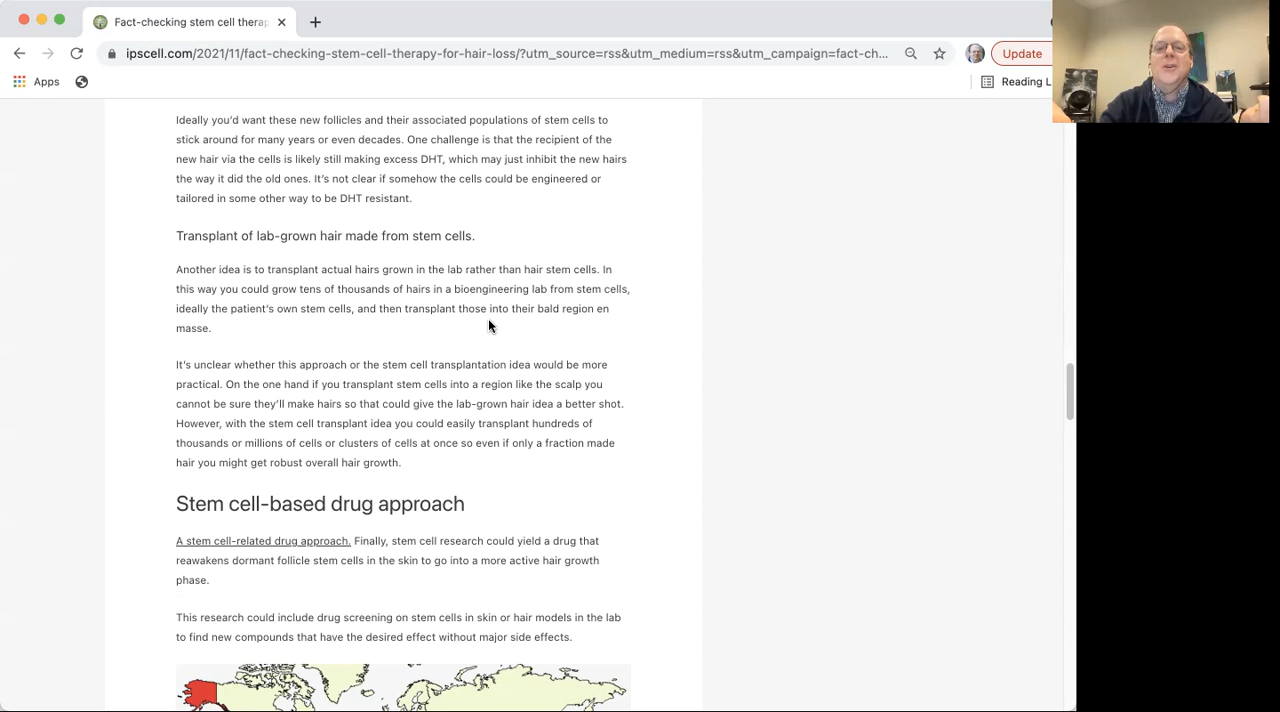 Fact-checking stem cell therap
ipscell.com/2021/11/fact-checking-stem-cell-therapy-for-hair-loss/?utm_source=rss&utm_medium=rss&utm_campaign=fact-ch...
Update
Apps
Reading L
Ideally you'd want these new follicles and their associated populations of stem cells to
stick around for many years or even decades. One challenge is that the recipient of the
new hair via the cells is likely still making excess DHT, which may just inhibit the new hairs
the way it did the old ones. It's not clear if somehow the cells could be engineered or
tailored in some other way to be DHT resistant.
Transplant of lab-grown hair made from stem cells.
Another idea is to transplant actual hairs grown in the lab rather than hair stem cells. In
this way you could grow tens of thousands of hairs in a bioengineering lab from stem cells,
ideally the patient's own stem cells, and then transplant those into their bald region en
masse.
It's unclear whether this approach or the stem cell transplantation idea would be more
practical. On the one hand if you transplant stem cells into a region like the scalp you
cannot be sure they'll make hairs so that could give the lab-grown hair idea a better shot.
However, with the stem cell transplant idea you could easily transplant hundreds of
thousands or millions of cells or clusters of cells at once so even if only a fraction made
hair you might get robust overall hair growth.
Stem cell-based drug approach
A stem cell-related drug approach. Finally, stem cell research could yield a drug that
reawakens dormant follicle stem cells in the skin to go into a more active hair growth
phase.
This research could include drug screening on stem cells in skin or hair models in the lab
to find new compounds that have the desired effect without major side effects.